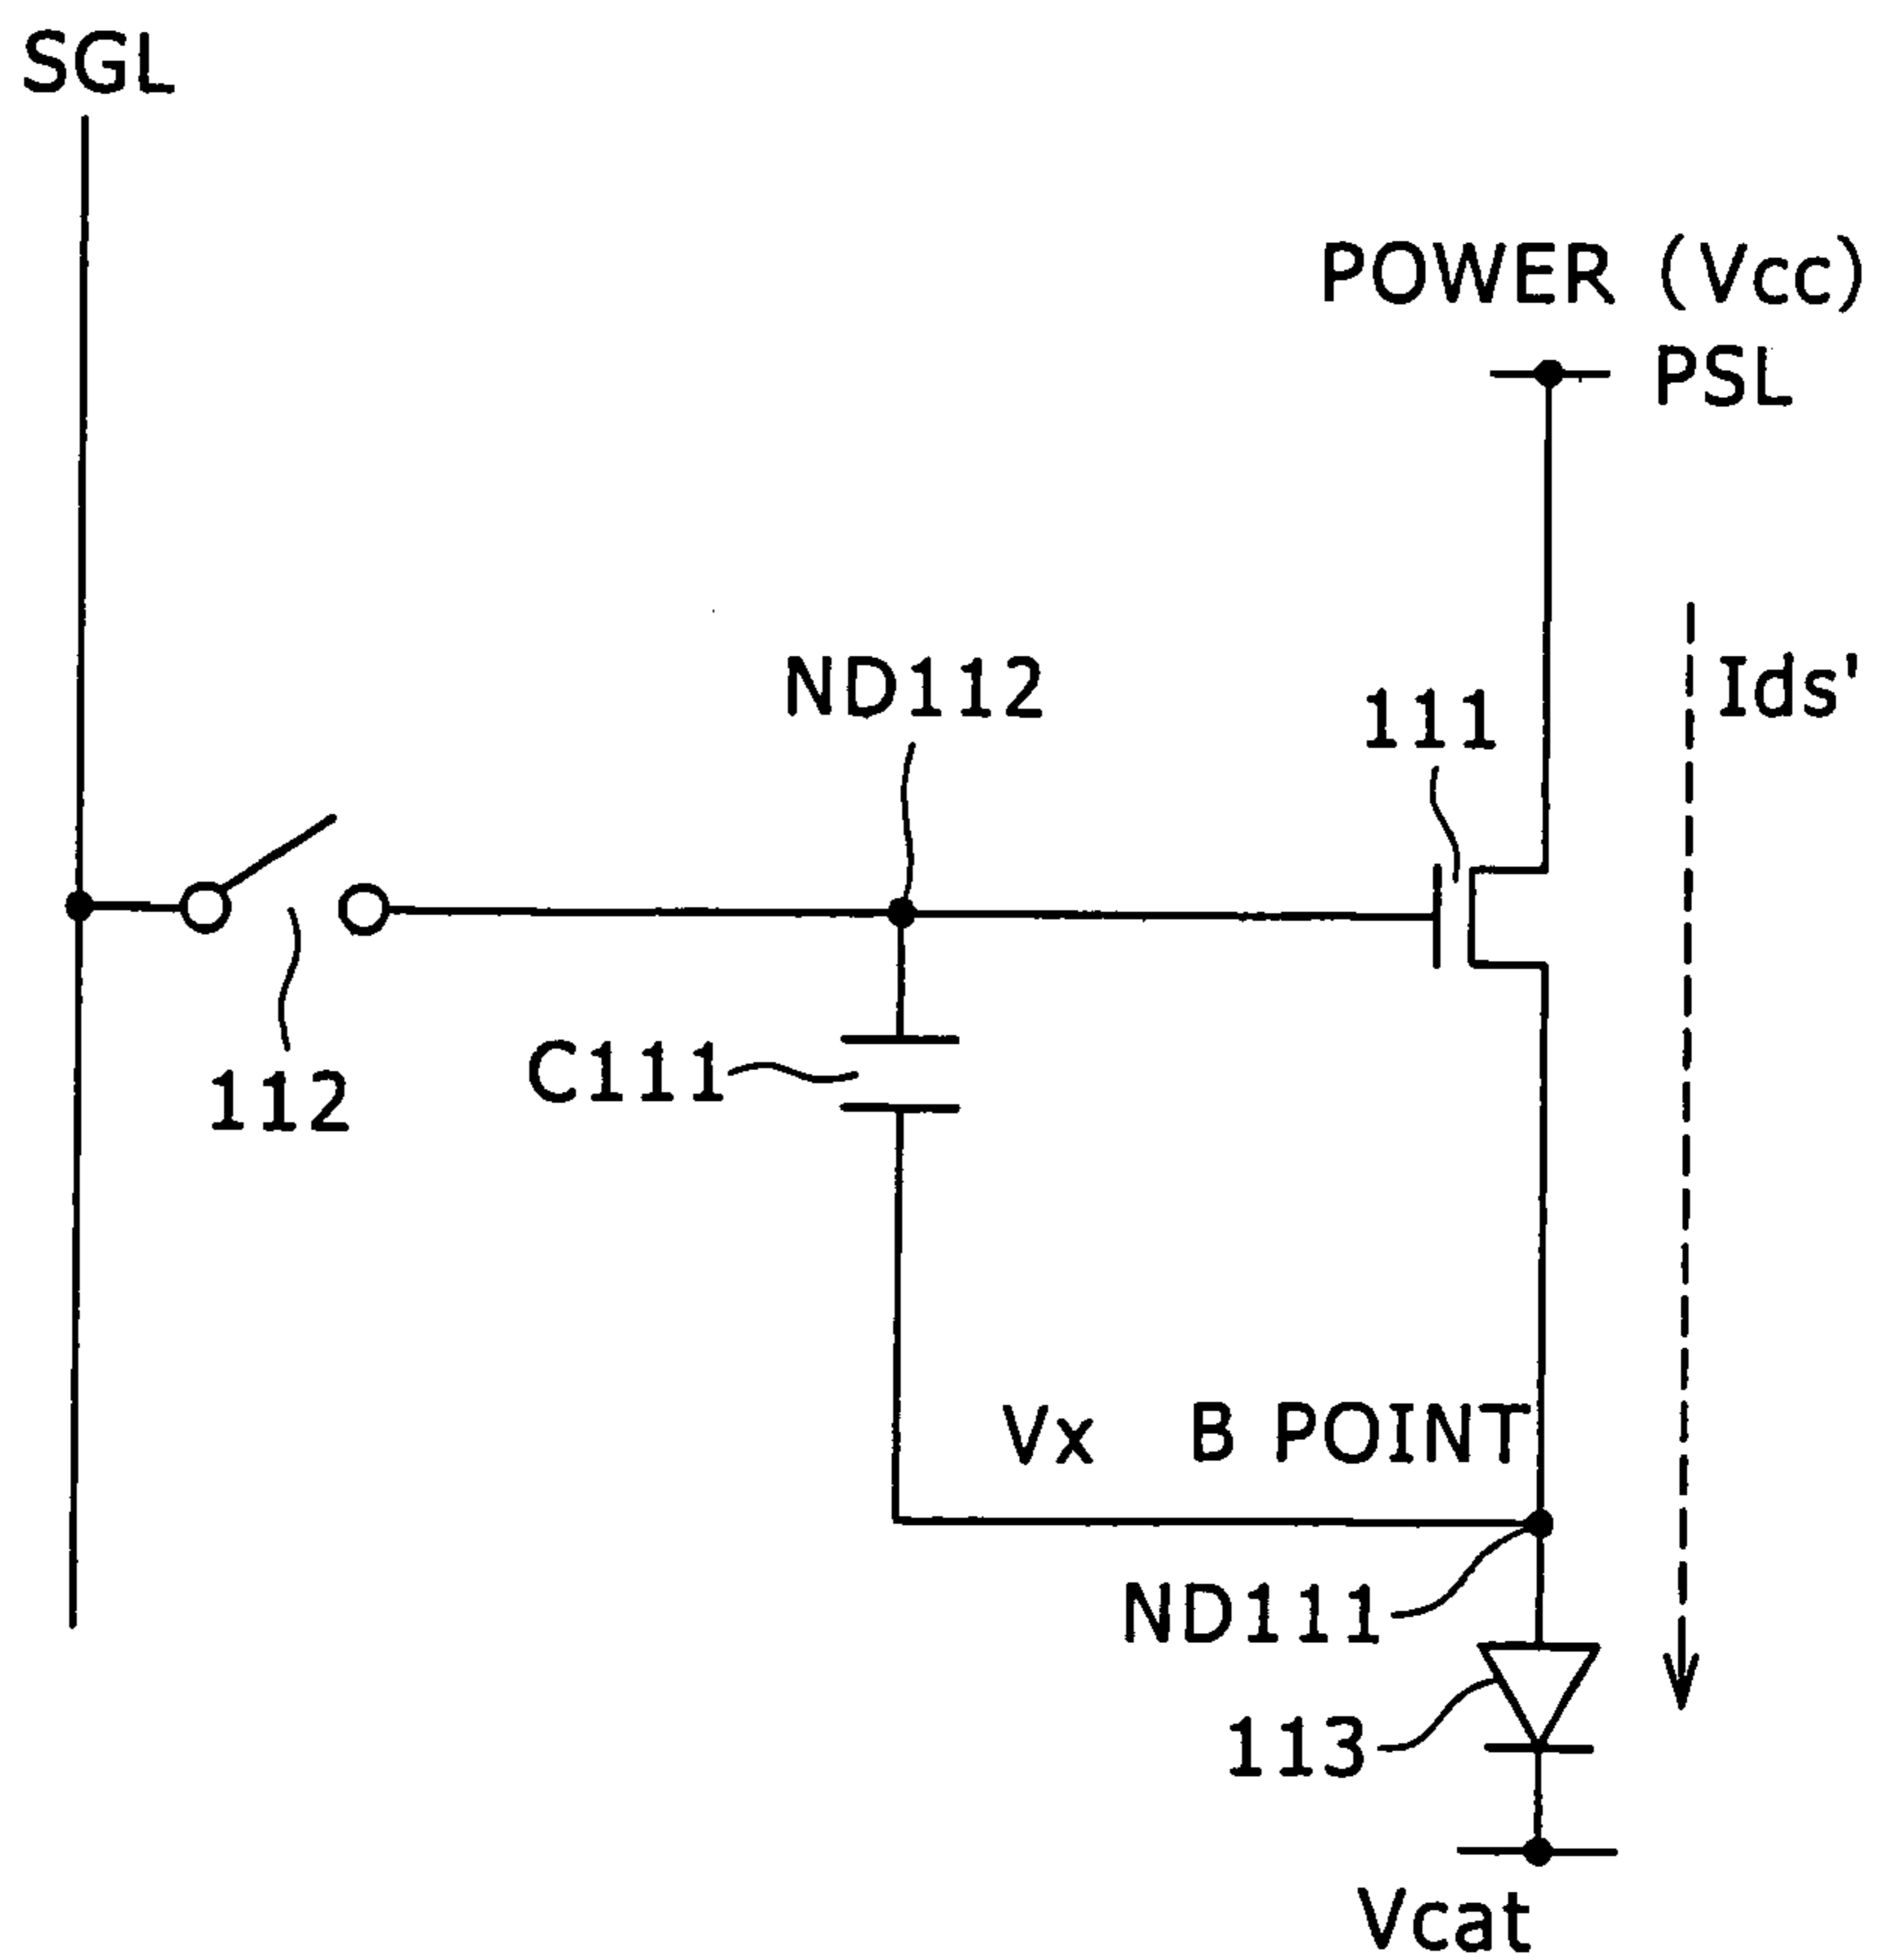 SGL
POWER (Vcc)
PSL
ND112
111
Ids'
C111
112
Vx B POINT
ND111
113
Vcat